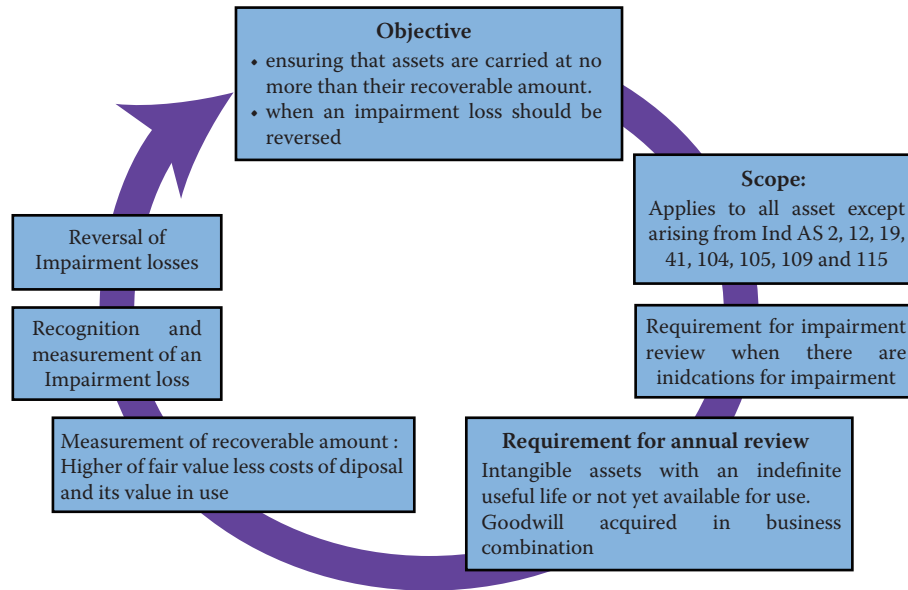 Objective
• ensuring that assets are carried at no
more than their recoverable amount.
• when an impairment loss should be
reversed
Scope:
Applies to all asset except
arising from Ind AS 2, 12, 19,
41, 104, 105, 109 and 115
Requirement for impairment
review when there are
inidcations for impairment
Requirement for annual review
Intangible assets with an indefinite
useful life or not yet available for use.
Goodwill acquired in business
combination
Measurement of recoverable amount :
Higher of fair value less costs of diposal
and its value in use
Recognition and
measurement of an
Impairment loss
Reversal of
Impairment losses